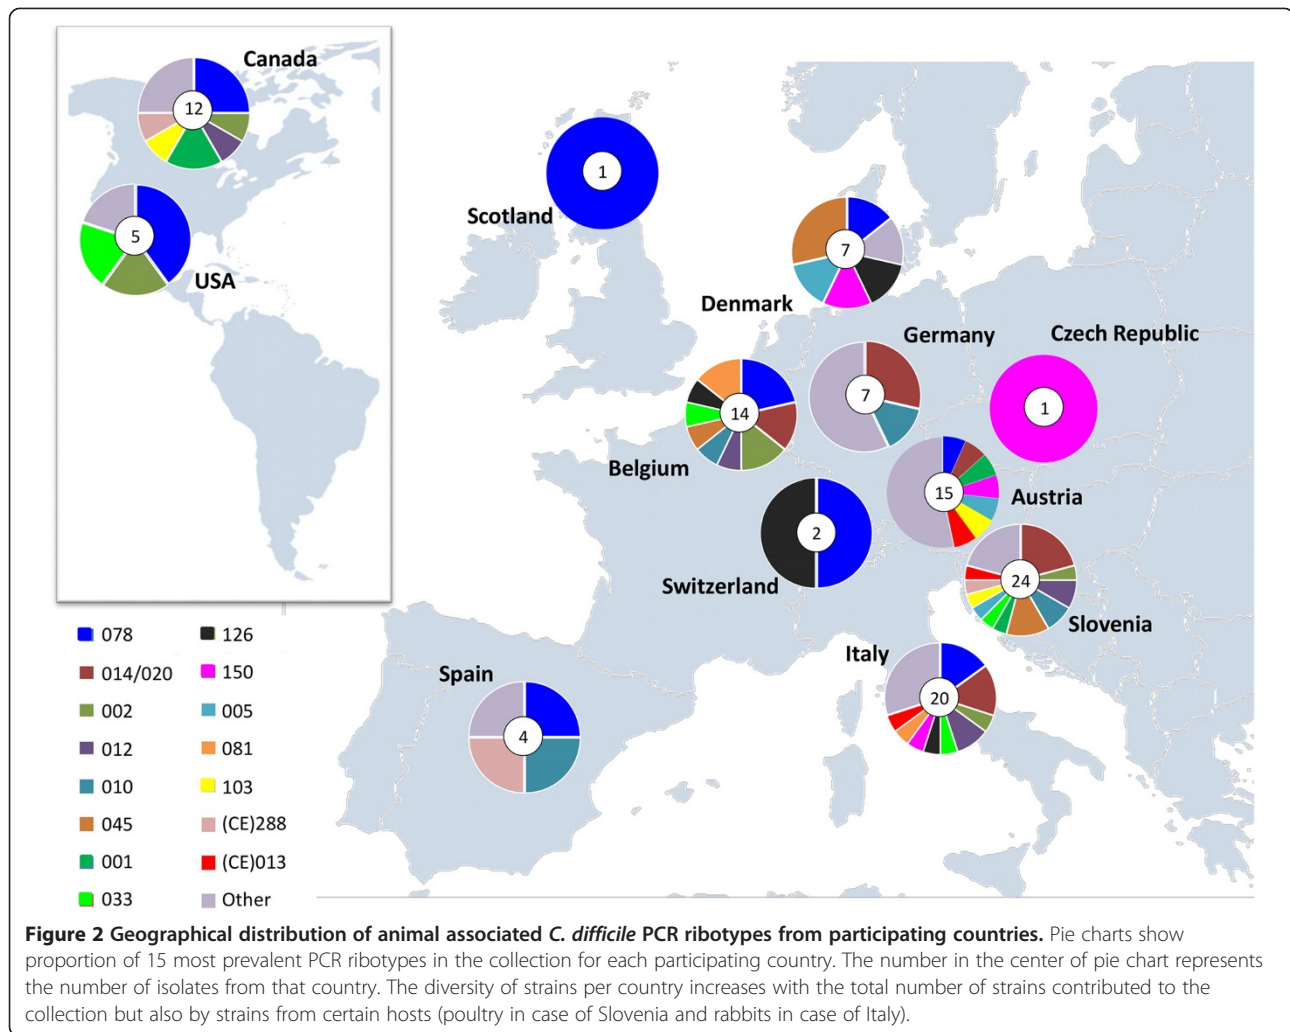 Canada
12
5
USA
Scotland
1
Denmark
7
Germany
7
Czech Republic
1
Belgium
14
Austria
15
Switzerland
2
Slovenia
24
Italy
20
Spain
4
078
014/020
002
012
010
045
001
033
126
150
005
081
103
(CE)288
(CE)013
Other
Figure 2 Geographical distribution of animal associated C. difficile PCR ribotypes from participating countries. Pie charts show
proportion of 15 most prevalent PCR ribotypes in the collection for each participating country. The number in the center of pie chart represents
the number of isolates from that country. The diversity of strains per country increases with the total number of strains contributed to the
collection but also by strains from certain hosts (poultry in case of Slovenia and rabbits in case of Italy).